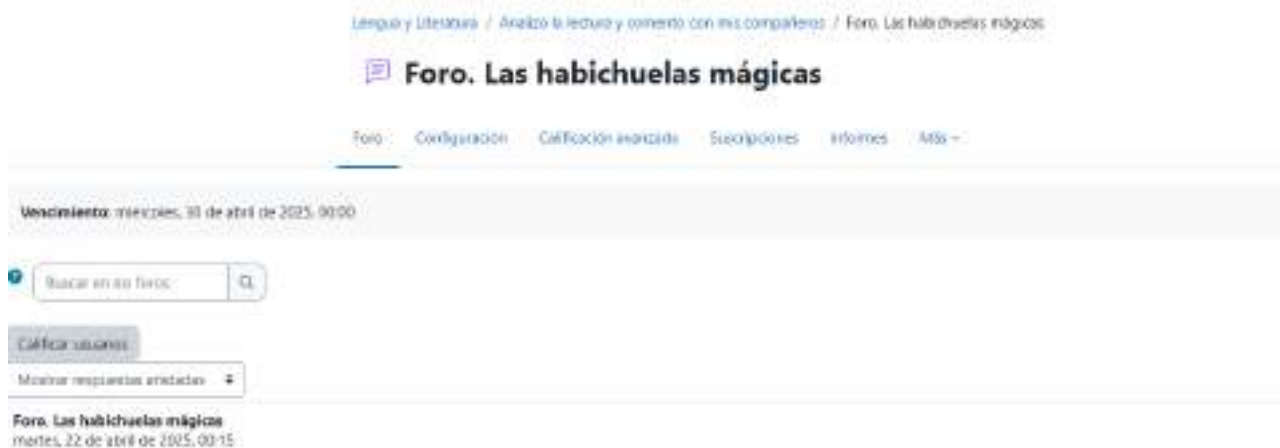 Lengua y Literatura / Analizo la lectura y comento con mis compañeros / Foro. Las habichuelas mágicas
Foro. Las habichuelas mágicas
Foro Configuración Calificación avanzada Suscripciones Informes Más
Vencimiento: miércoles, 30 de abril de 2025, 00:00
Buscar en los foros
Calificar usuarios
Mostrar respuestas anidadas
Foro. Las habichuelas mágicas
martes, 22 de abril de 2025, 00:15